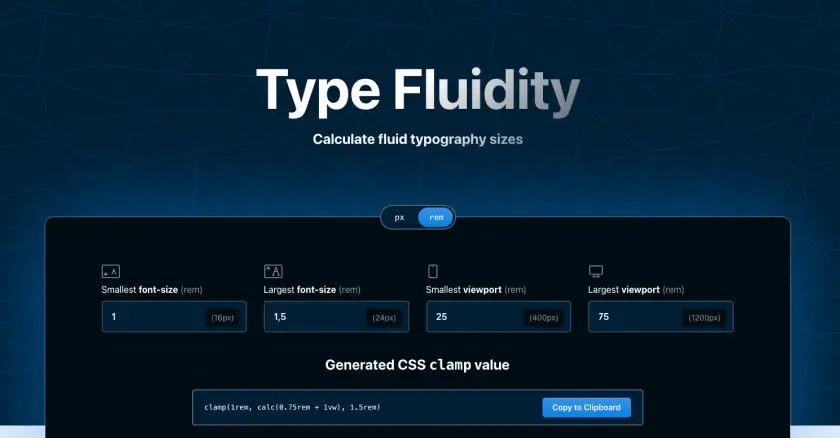 Type Fluidity
Calculate fluid typography sizes
px rem
Smallest font-size (rem) Largest font-size (rem) Smallest viewport (rem) Largest viewport (rem)
1 (16px) 1,5 (24px) 25 (400px) 75 (1200px)
Generated CSS clamp value
clamp(1rem, calc(0.75rem + 1vw), 1.5rem) Copy to Clipboard